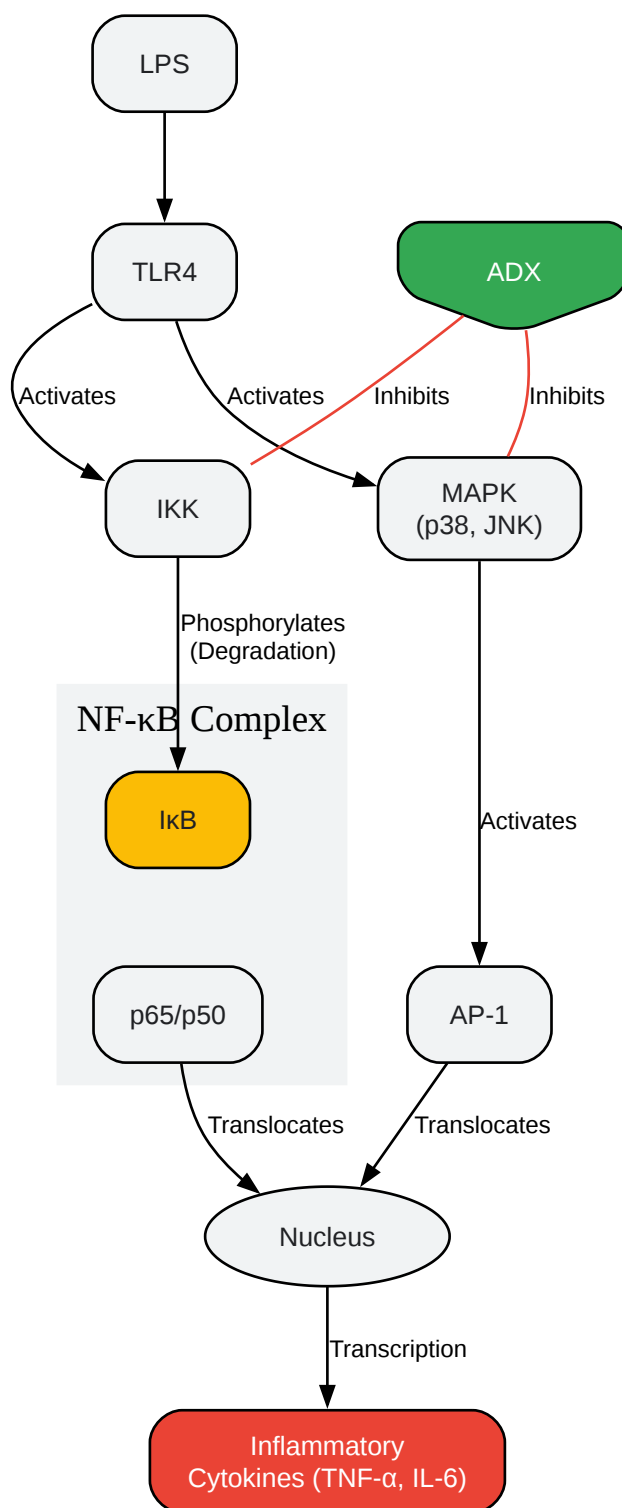 LPS
TLR4
ADX
Activates
Activates
Inhibits
Inhibits
IKK
MAPK
(p38, JNK)
Phosphorylates
(Degradation)
NF-κB Complex
IκB
Activates
p65/p50
AP-1
Translocates
Translocates
Nucleus
Transcription
Inflammatory
Cytokines (TNF-α, IL-6)